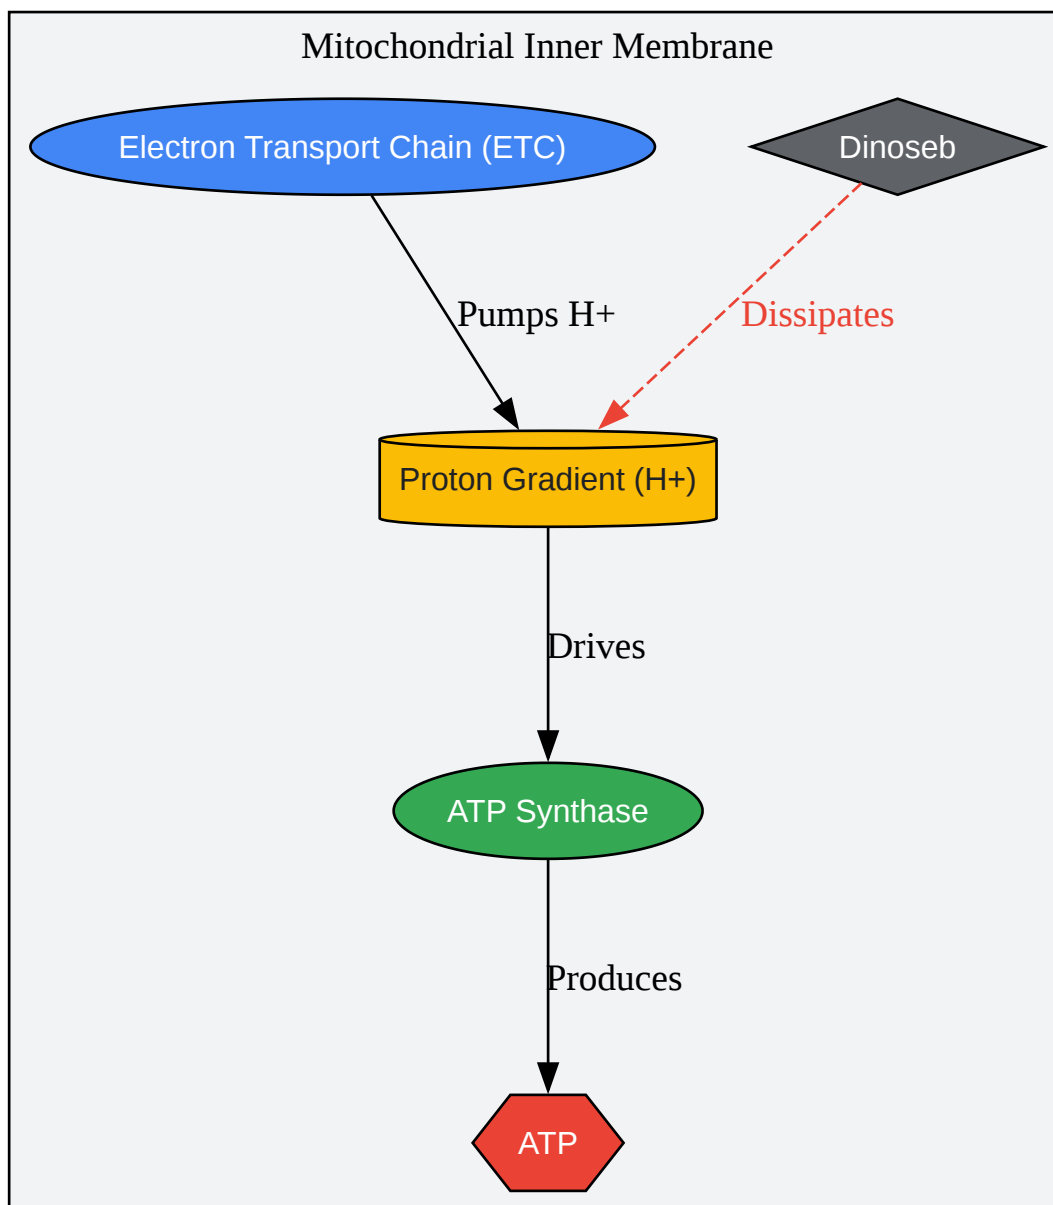 Mitochondrial Inner Membrane
Electron Transport Chain (ETC)
Dinoseb
Pumps H+
Dissipates
Proton Gradient (H+)
Drives
ATP Synthase
Produces
ATP